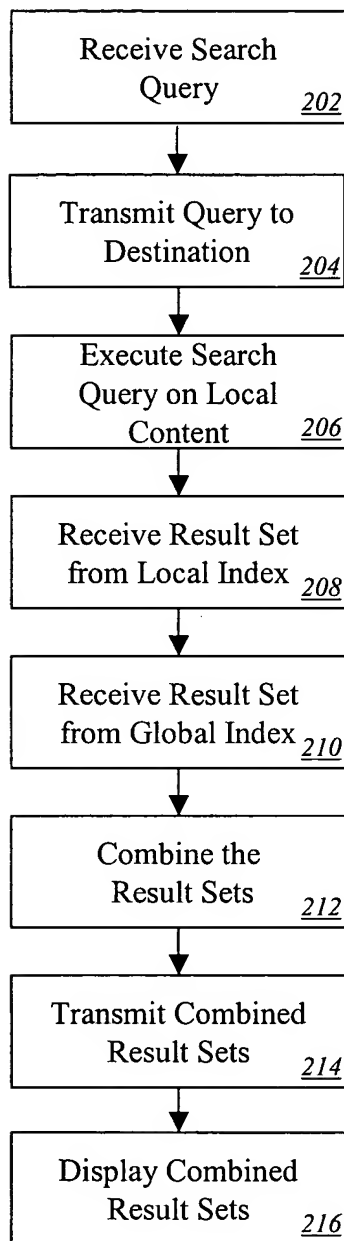 Receive Search
Query
202
Transmit Query to
Destination
204
Execute Search
Query on Local
Content
206
Receive Result Set
from Local Index
208
Receive Result Set
from Global Index
210
Combine the
Result Sets
212
Transmit Combined
Result Sets
214
Display Combined
Result Sets
216